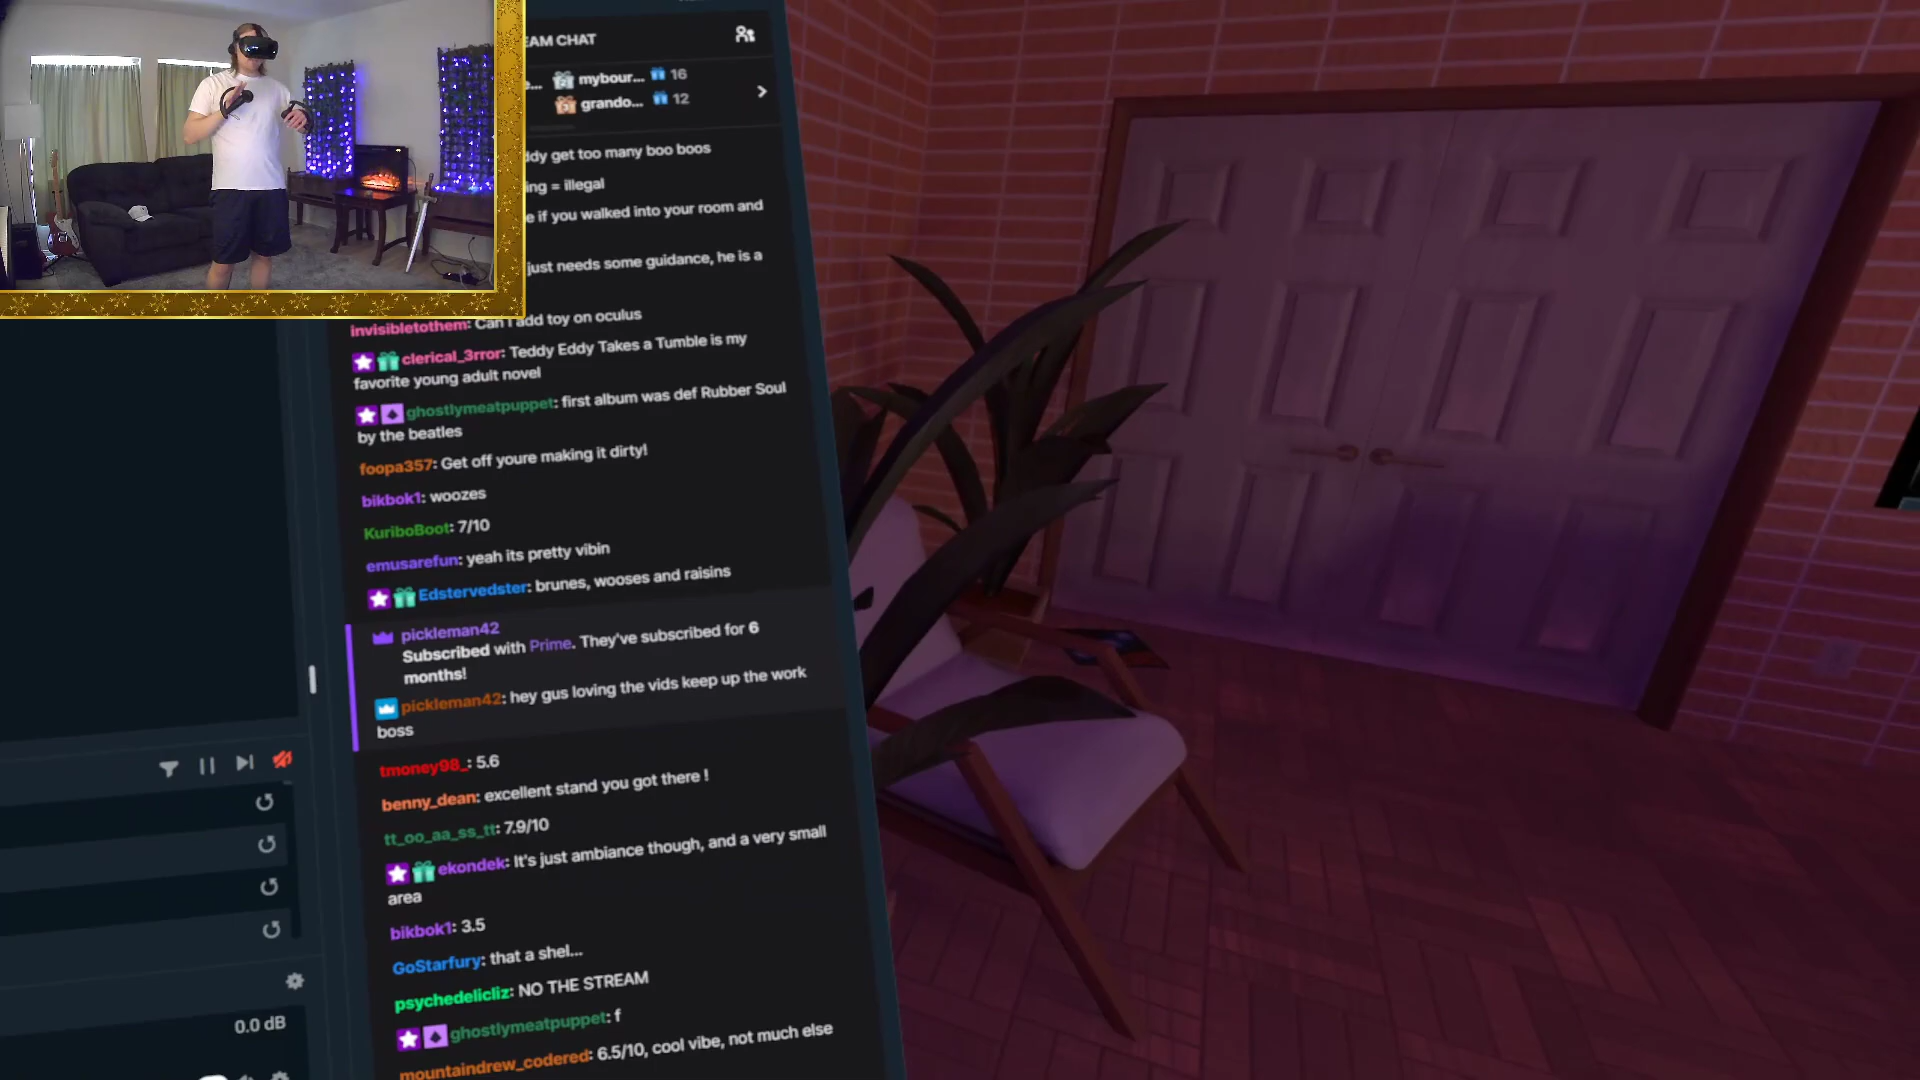 EAM CHAT
e... mybour... 16
grando... 12
ddy get too many boo boos
ing = illegal
e if you walked into your room and
just needs some guidance, he is a
invisibletothem: Can I add toy on oculus
clerical_3rror: Teddy Eddy Takes a Tumble is my
favorite young adult novel
ghostlymeatpuppet: first album was def Rubber Soul
by the beatles
foopa357: Get off youre making it dirty!
bikbok1: woozes
KuriboBoot: 7/10
emusarefun: yeah its pretty vibin
Edstervedster: brunes, wooses and raisins
pickleman42
Subscribed with Prime. They've subscribed for 6
months!
pickleman42: hey gus loving the vids keep up the work
boss
tmoney98_: 5.6
benny_dean: excellent stand you got there !
tt_oo_aa_ss_tt: 7.9/10
ekondek: It's just ambiance though, and a very small
area
bikbok1: 3.5
GoStarfury: that a shel...
psychedelicliz: NO THE STREAM
ghostlymeatpuppet: f
mountaindrew_codered: 6.5/10, cool vibe, not much else
0.0 dB